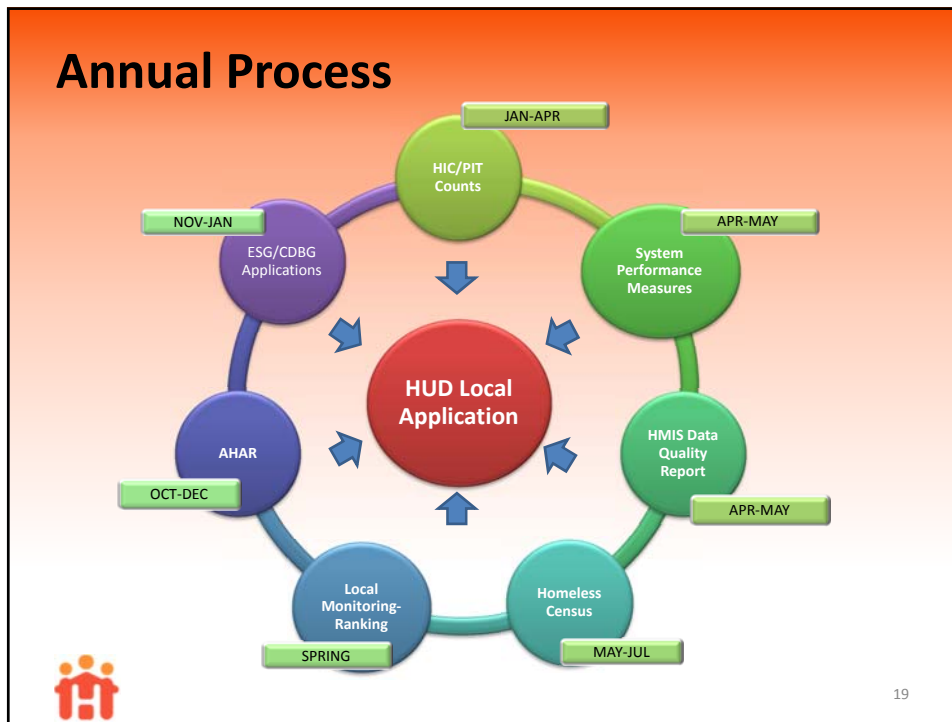 Annual Process
JAN-APR
HIC/PIT
Counts
APR-MAY
System
Performance
Measures
HMIS Data
Quality
Report
APR-MAY
Homeless
Census
MAY-JUL
Local
Monitoring-
Ranking
SPRING
AHAR
OCT-DEC
NOV-JAN
ESG/CDBG
Applications
HUD Local
Application
19